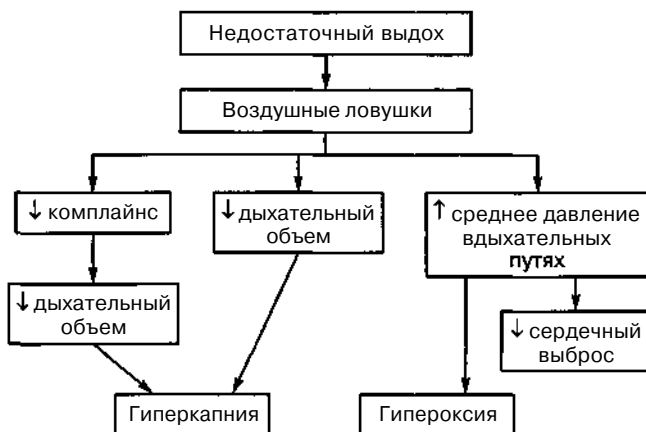 Недостаточный выдох
Воздушные ловушки
↓ комплайнс
↓ дыхательный
объем
↑ среднее давление
вдыхательных
путях
↓ дыхательный
объем
↓ сердечный
выброс
Гиперкапния
Гипероксия